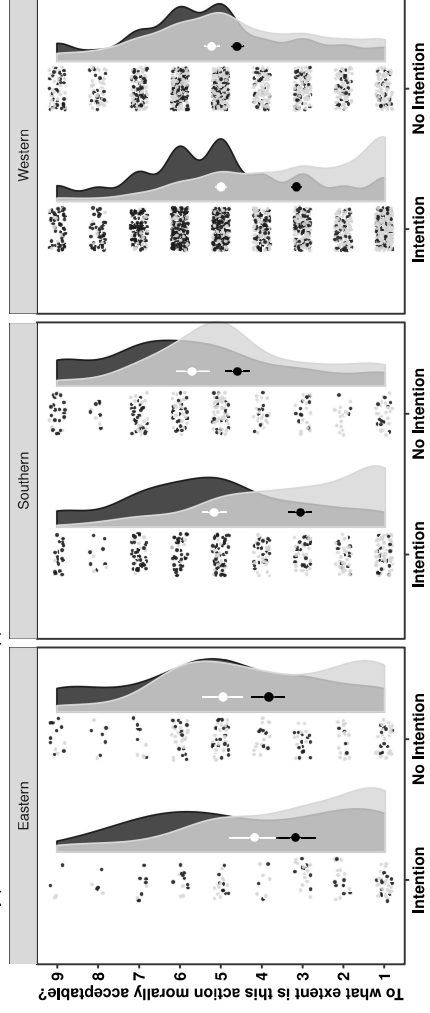 Eastern
Southern
Western
To what extent is this action morally acceptable?
9
8
7
6
5
4
3
2
1
Intention
No Intention
Intention
No Intention
Intention
No Intention